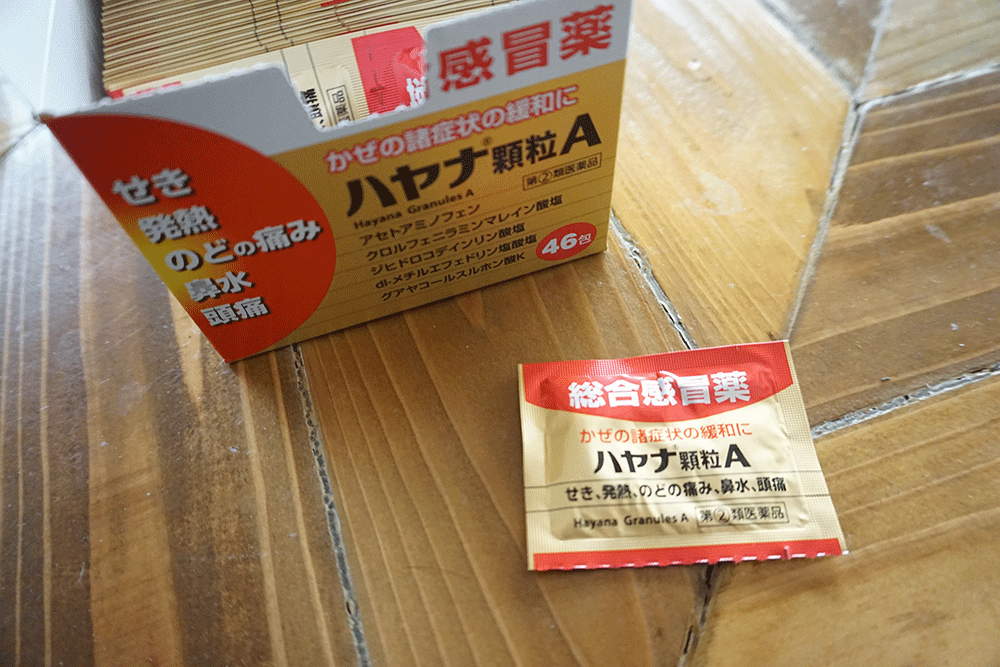 感冒薬
かぜの諸症状の緩和に
ハヤナ®顆粒A
Hayana Granules A
指②類医薬品
アセトアミノフェン
クロルフェニラミンマレイン酸塩
ジヒドロコデインリン酸塩
dl-メチルエフェドリン塩酸塩
グアヤコールスルホン酸K
46包
せき
発熱
のどの痛み
鼻水
頭痛
総合感冒薬
かぜの諸症状の緩和に
ハヤナ®顆粒A
せき、発熱、のどの痛み、鼻水、頭痛
Hayana Granules A 指②類医薬品